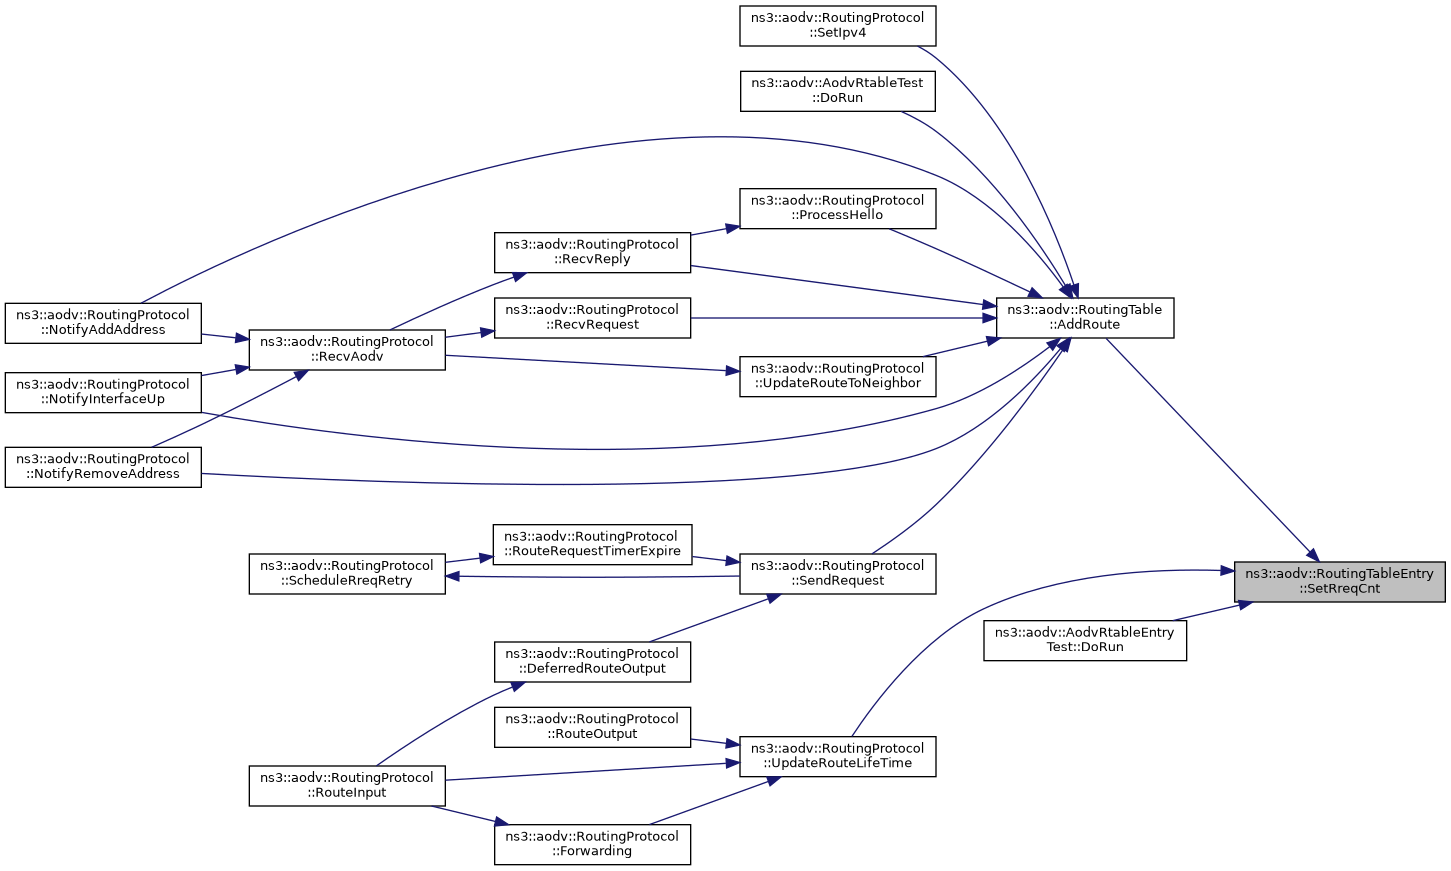 ns3::aodv::RoutingProtocol
::SetIpv4
ns3::aodv::AodvRtableTest
::DoRun
ns3::aodv::RoutingProtocol
::ProcessHello
ns3::aodv::RoutingProtocol
::RecvReply
ns3::aodv::RoutingProtocol
::NotifyAddAddress
ns3::aodv::RoutingProtocol
::RecvRequest
ns3::aodv::RoutingTable
::AddRoute
ns3::aodv::RoutingProtocol
::RecvAodv
ns3::aodv::RoutingProtocol
::UpdateRouteToNeighbor
ns3::aodv::RoutingProtocol
::NotifyInterfaceUp
ns3::aodv::RoutingProtocol
::NotifyRemoveAddress
ns3::aodv::RoutingProtocol
::RouteRequestTimerExpire
ns3::aodv::RoutingProtocol
::ScheduleRreqRetry
ns3::aodv::RoutingProtocol
::SendRequest
ns3::aodv::RoutingTableEntry
::SetRreqCnt
ns3::aodv::AodvRtableEntry
Test::DoRun
ns3::aodv::RoutingProtocol
::DeferredRouteOutput
ns3::aodv::RoutingProtocol
::RouteOutput
ns3::aodv::RoutingProtocol
::UpdateRouteLifeTime
ns3::aodv::RoutingProtocol
::RouteInput
ns3::aodv::RoutingProtocol
::Forwarding